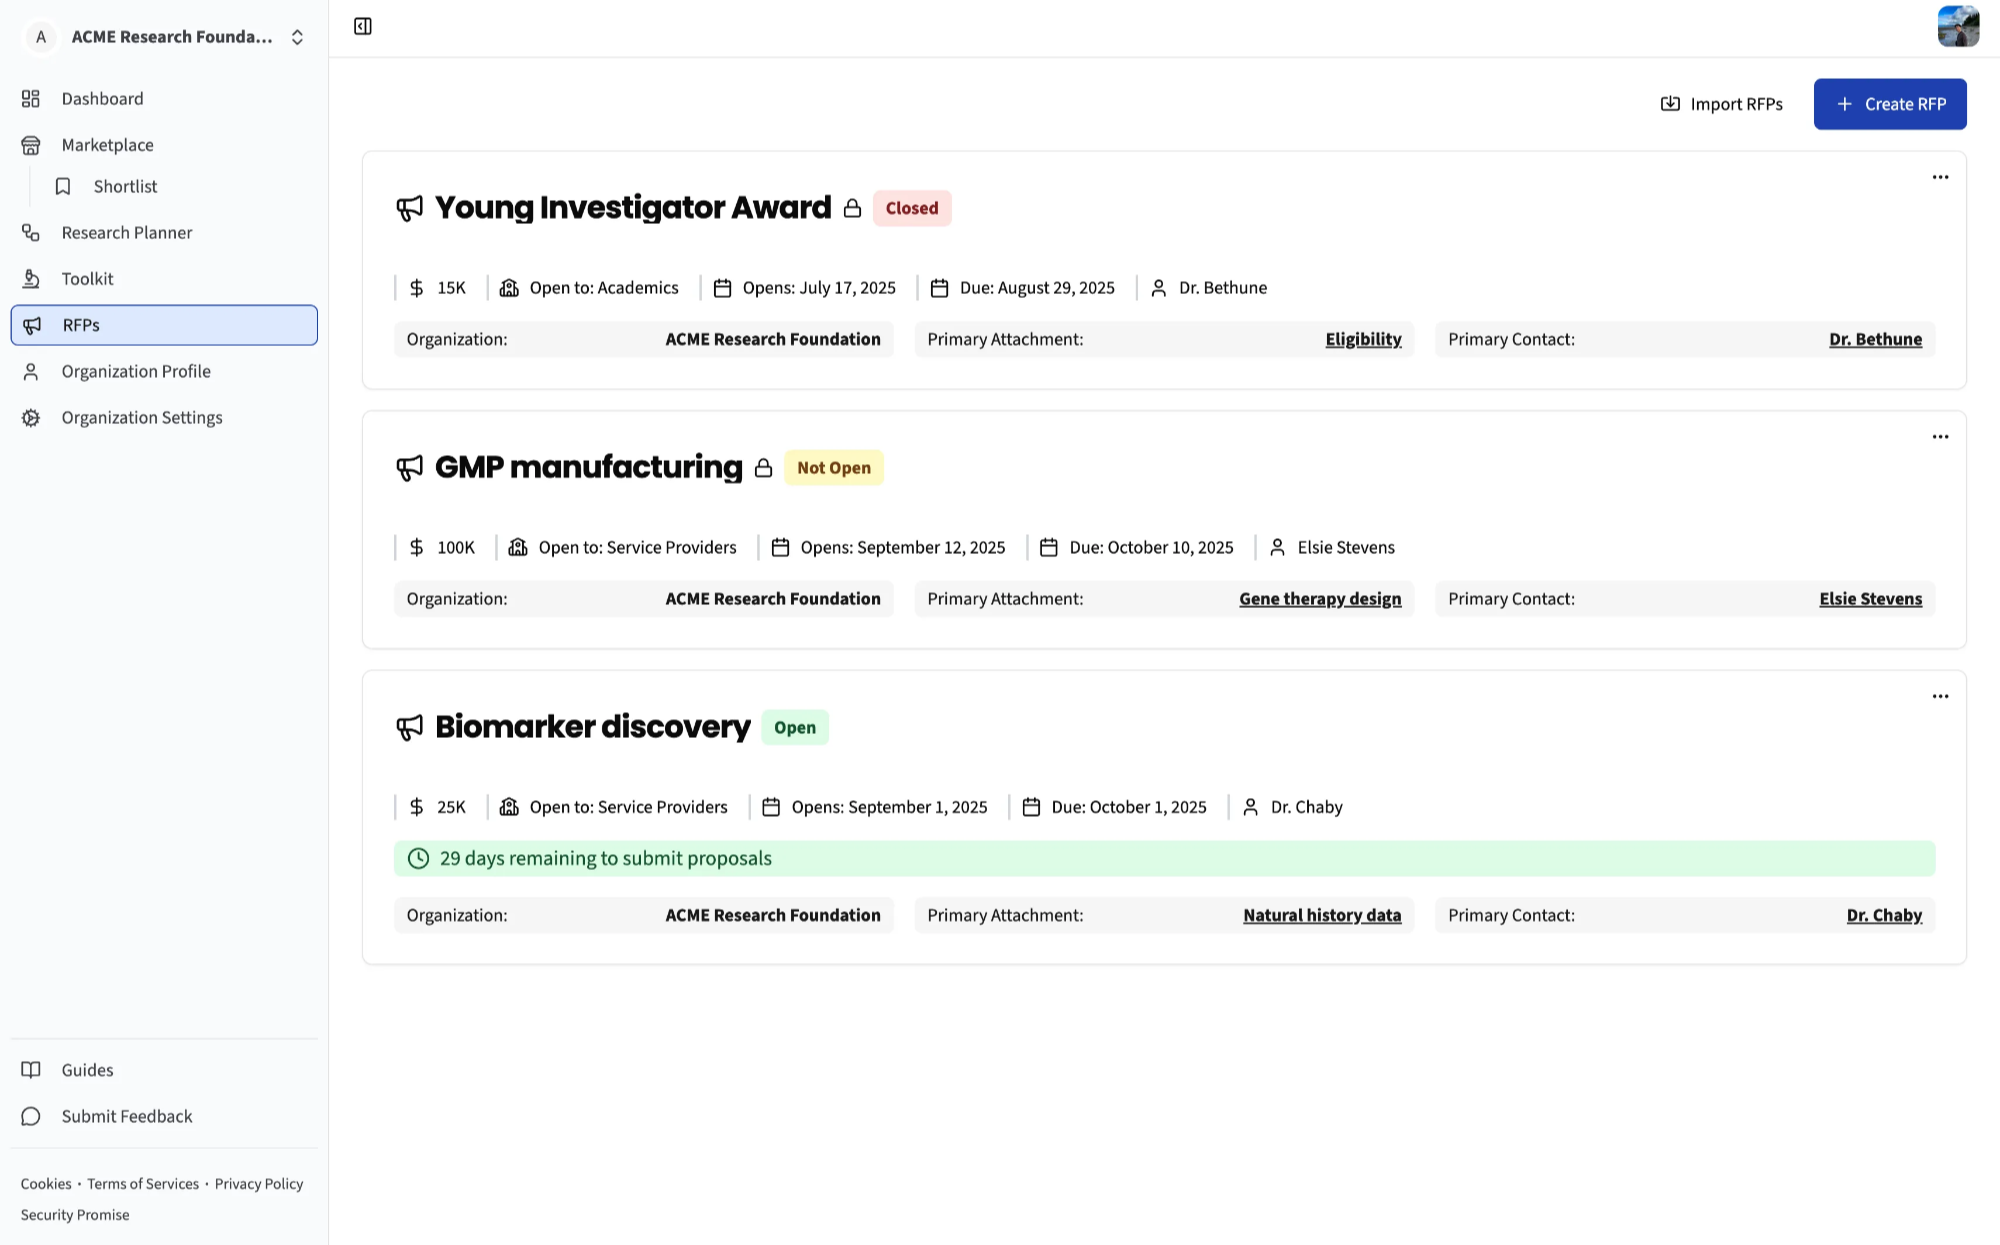 A ACME Research Founda...
Dashboard
Marketplace
Shortlist
Research Planner
Toolkit
RFPs
Organization Profile
Organization Settings
Guides
Submit Feedback
Cookies · Terms of Services · Privacy Policy
Security Promise
Import RFPs
+ Create RFP
Young Investigator Award Closed
$ 15K Open to: Academics Opens: July 17, 2025 Due: August 29, 2025 Dr. Bethune
Organization: ACME Research Foundation Primary Attachment: Eligibility Primary Contact: Dr. Bethune
GMP manufacturing Not Open
$ 100K Open to: Service Providers Opens: September 12, 2025 Due: October 10, 2025 Elsie Stevens
Organization: ACME Research Foundation Primary Attachment: Gene therapy design Primary Contact: Elsie Stevens
Biomarker discovery Open
$ 25K Open to: Service Providers Opens: September 1, 2025 Due: October 1, 2025 Dr. Chaby
29 days remaining to submit proposals
Organization: ACME Research Foundation Primary Attachment: Natural history data Primary Contact: Dr. Chaby